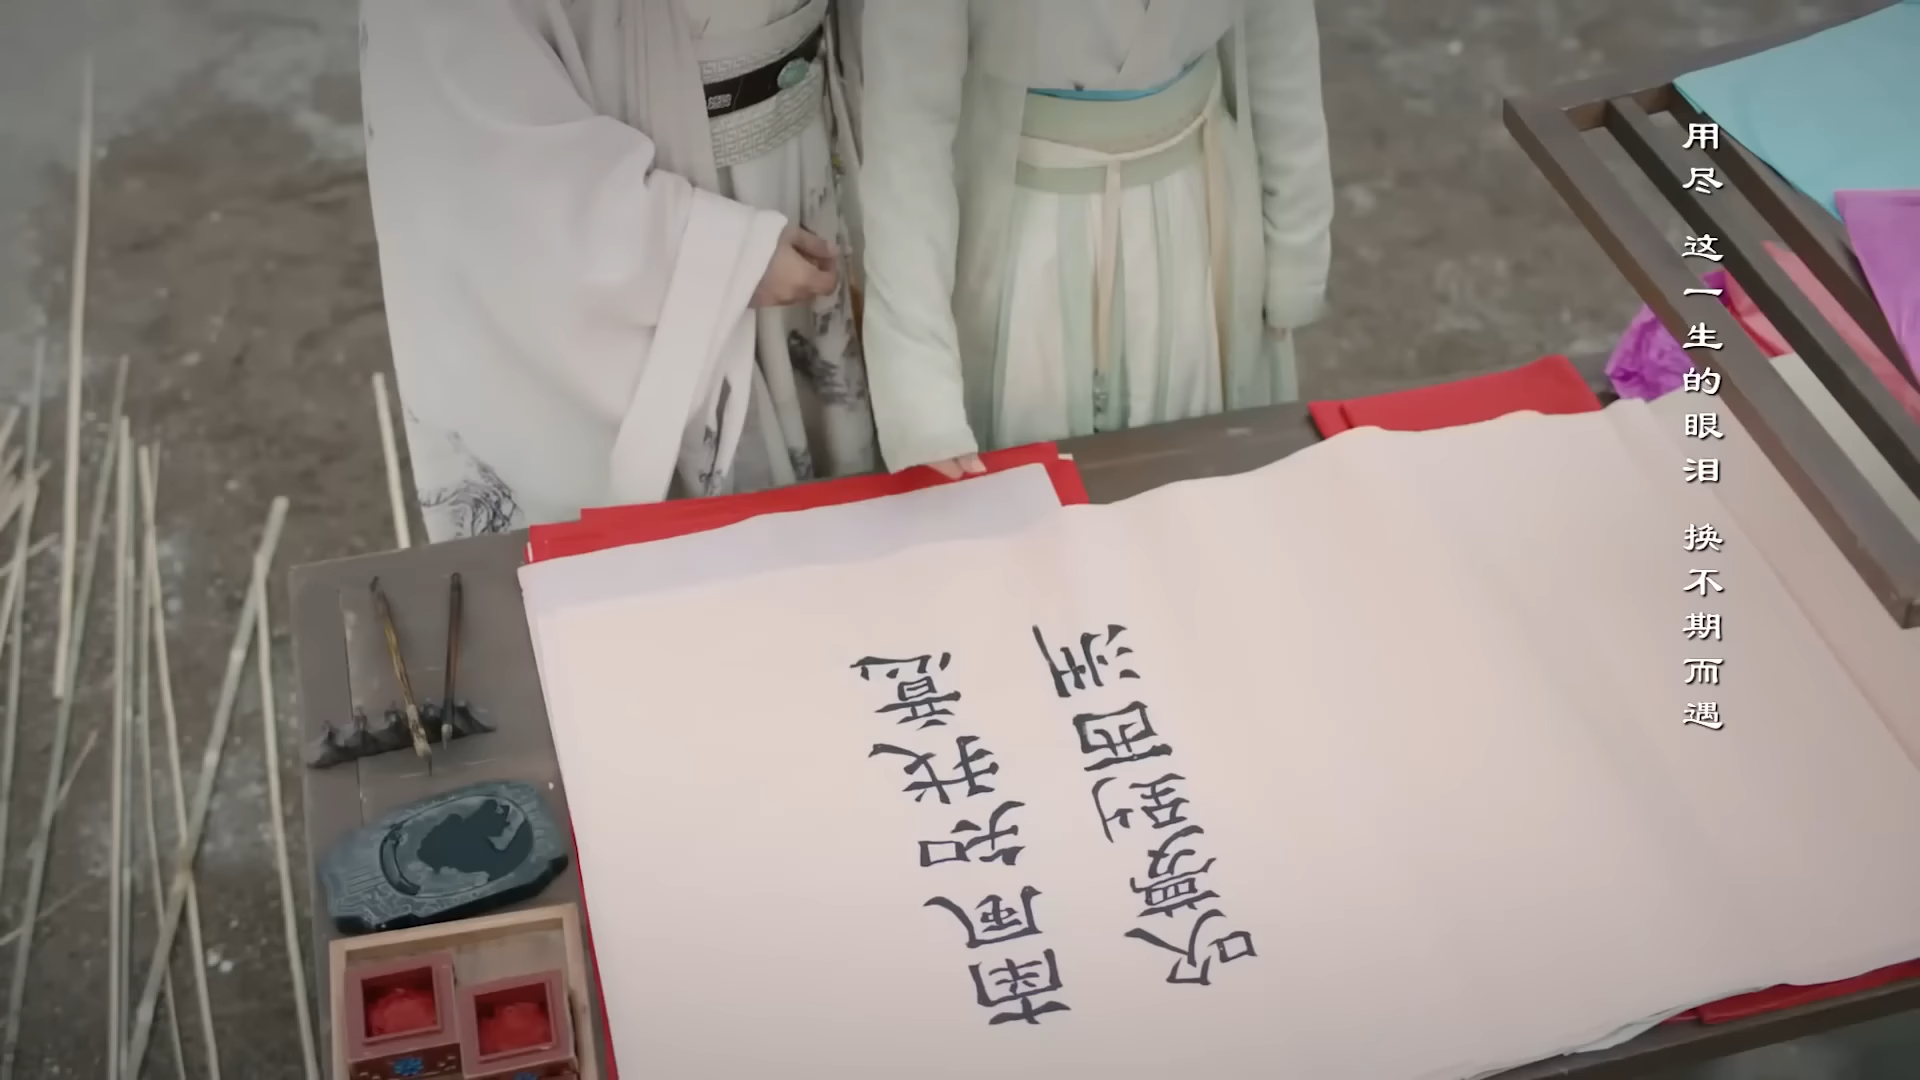 南风知我意
吹梦到西洲
用尽 这一生的眼泪 换不期而遇